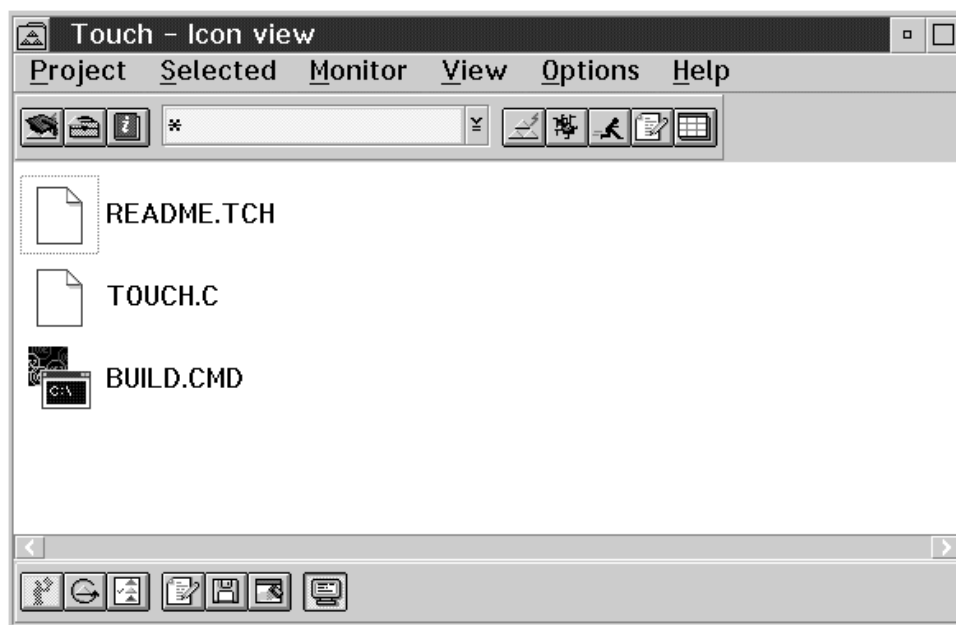 Touch – Icon view
Project Selected Monitor View Options Help
*
README.TCH
TOUCH.C
C:\
BUILD.CMD